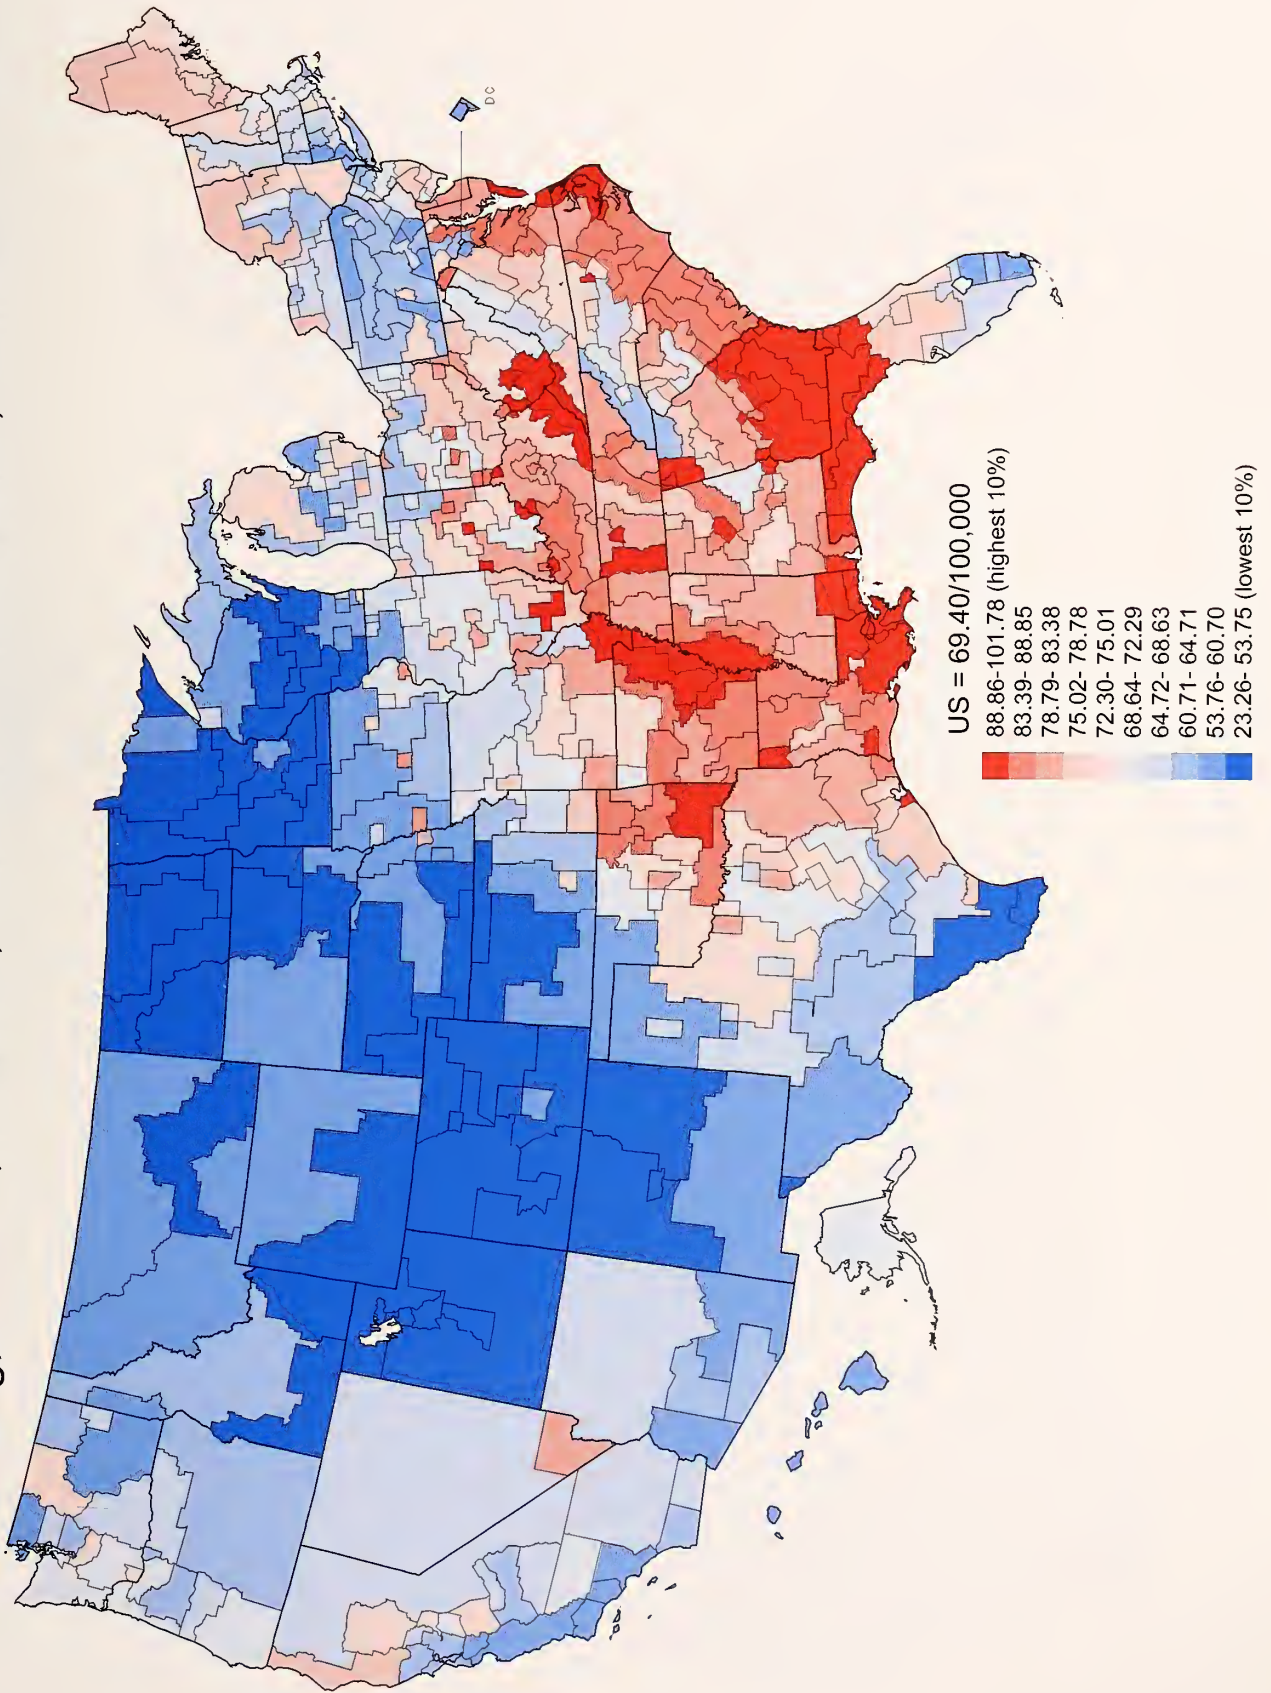 DC
US = 69.40/100,000
88.86-101.78 (highest 10%)
83.39- 88.85
78.79- 83.38
75.02- 78.78
72.30- 75.01
68.64- 72.29
64.72- 68.63
60.71- 64.71
53.76- 60.70
23.26- 53.75 (lowest 10%)